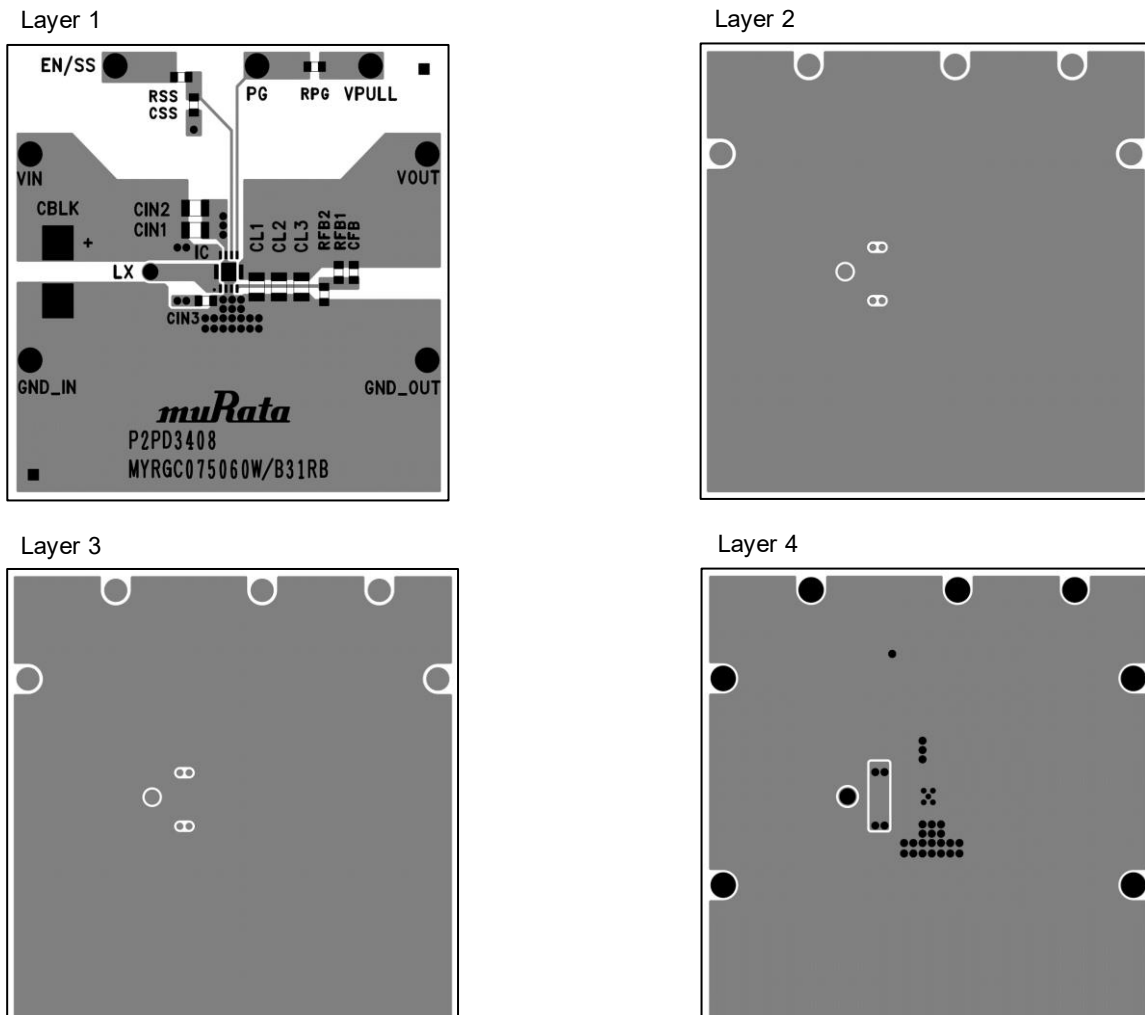 Layer 1
EN/SS
RSS
CSS
PG
RPG
VPULL
VIN
VOUT
CBLK
+
CIN2
CIN1
IC
CL1
CL2
CL3
RFB2
RFB1
CFB
LX
CIN3
GND_IN
GND_OUT
muRata
P2PD3408
MYRGC075060W/B31RB
Layer 2
Layer 3
Layer 4